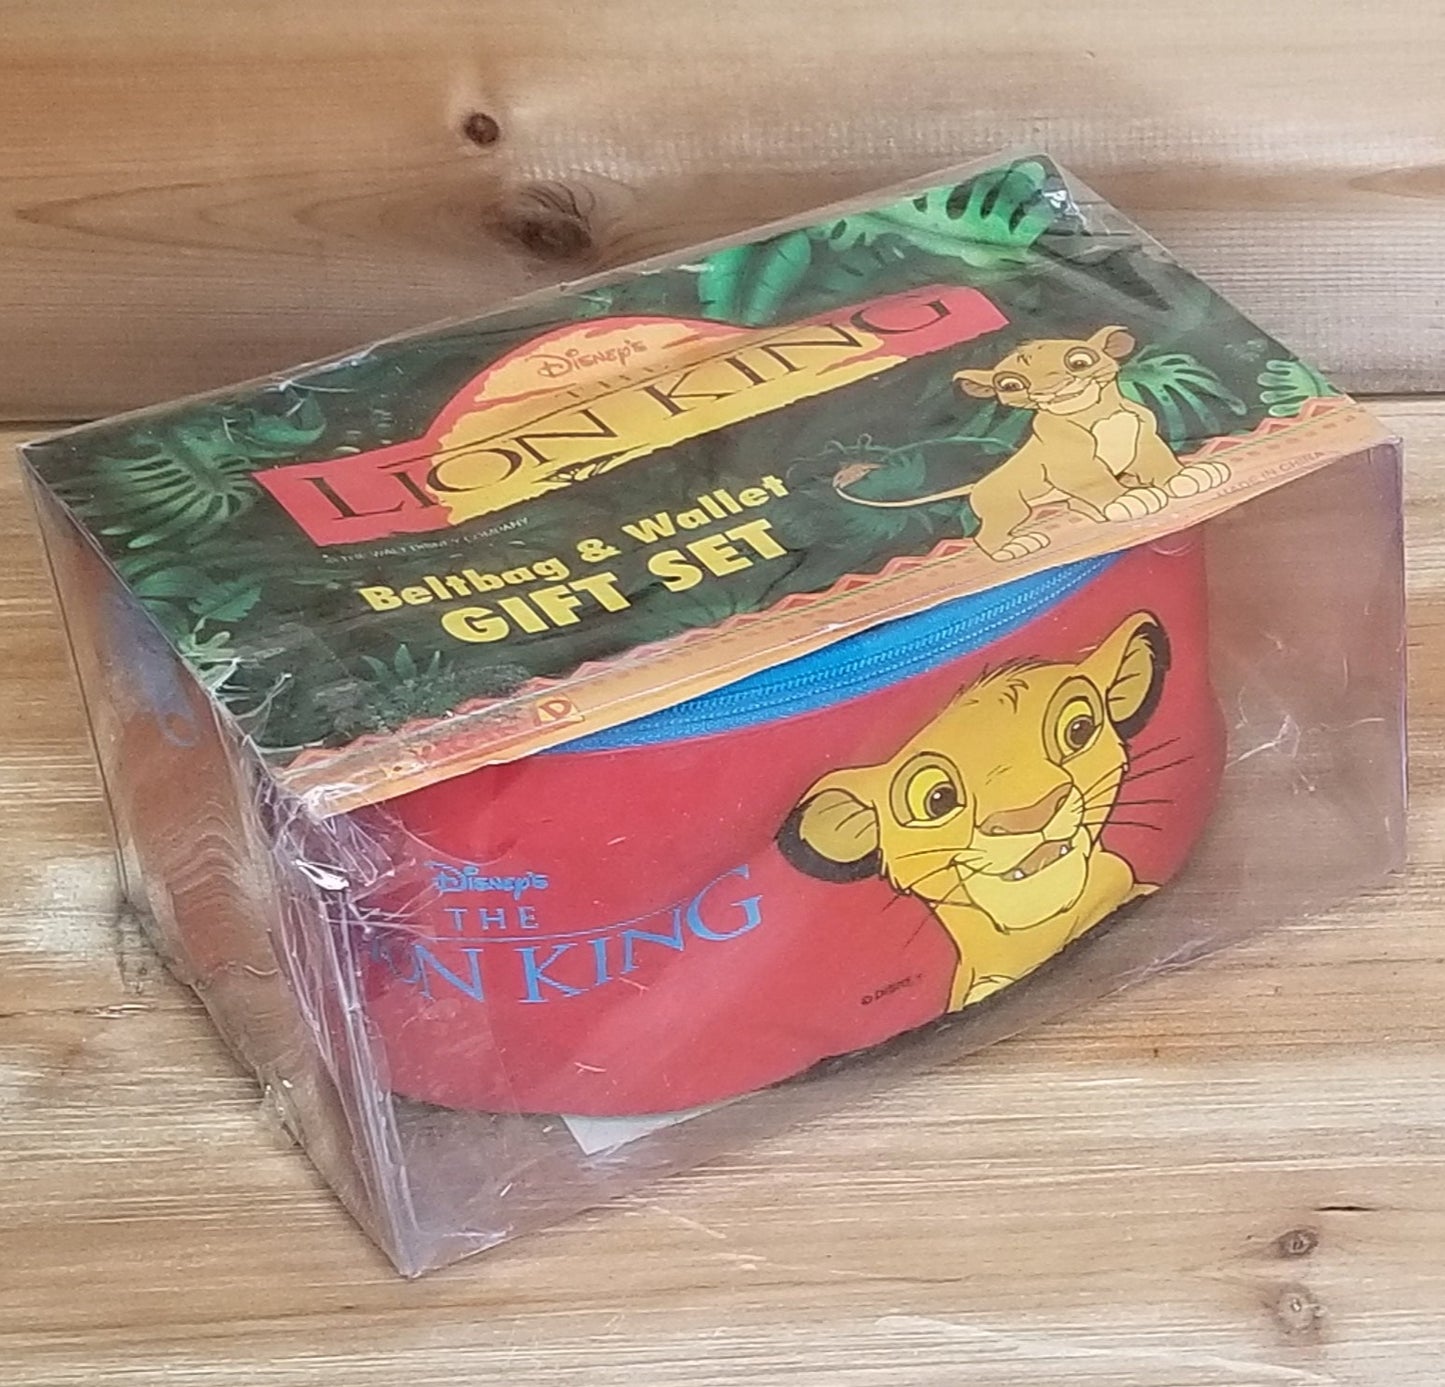 Disney's
THE
LION KING
© THE WALT DISNEY COMPANY
Beltbag & Wallet
GIFT SET
MADE IN CHINA
Disney's
THE
ION KING
© DISNEY